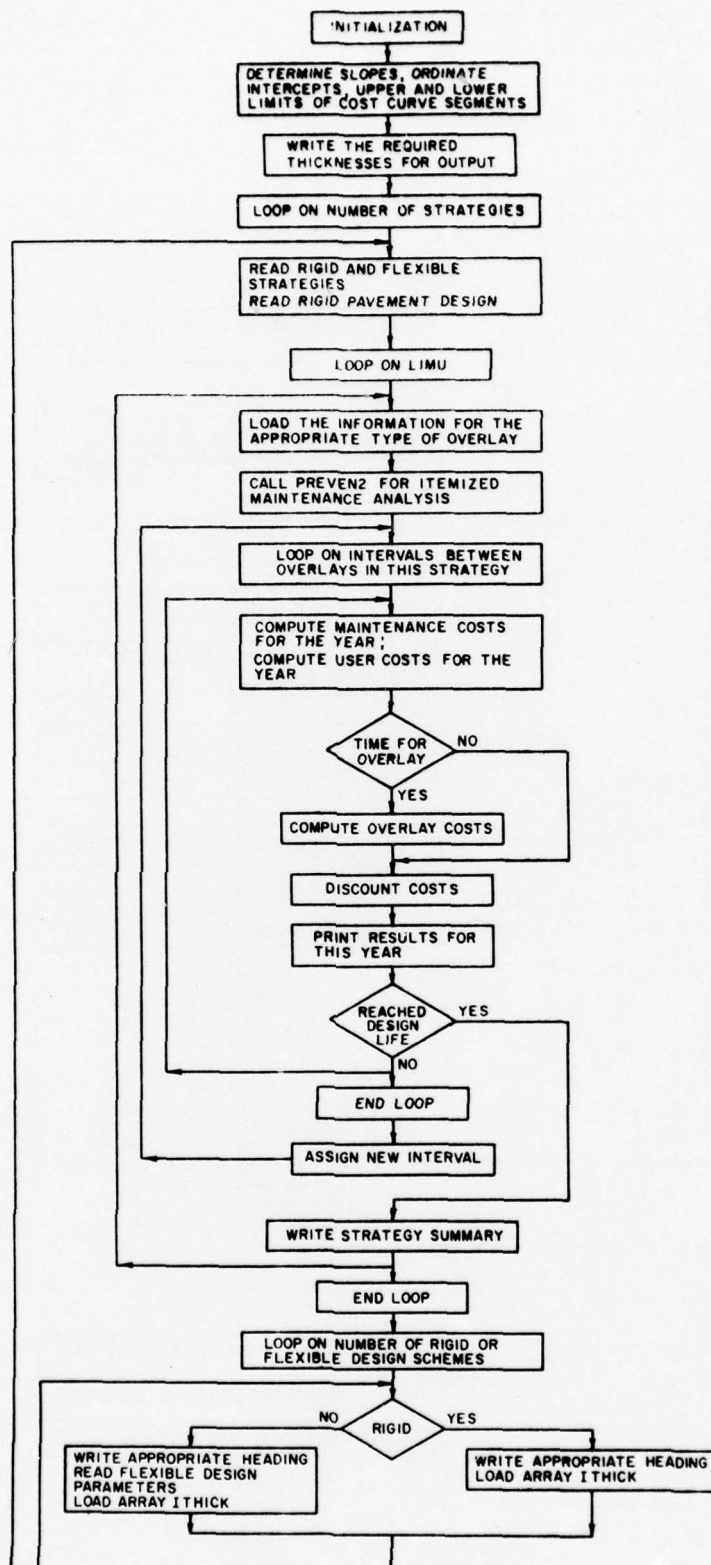 INITIALIZATION
DETERMINE SLOPES, ORDINATE
INTERCEPTS, UPPER AND LOWER
LIMITS OF COST CURVE SEGMENTS
WRITE THE REQUIRED
THICKNESSES FOR OUTPUT
LOOP ON NUMBER OF STRATEGIES
READ RIGID AND FLEXIBLE
STRATEGIES
READ RIGID PAVEMENT DESIGN
LOOP ON LIMU
LOAD THE INFORMATION FOR THE
APPROPRIATE TYPE OF OVERLAY
CALL PREVEN2 FOR ITEMIZED
MAINTENANCE ANALYSIS
LOOP ON INTERVALS BETWEEN
OVERLAYS IN THIS STRATEGY
COMPUTE MAINTENANCE COSTS
FOR THE YEAR;
COMPUTE USER COSTS FOR THE
YEAR
TIME FOR
OVERLAY
NO
YES
COMPUTE OVERLAY COSTS
DISCOUNT COSTS
PRINT RESULTS FOR
THIS YEAR
REACHED
DESIGN
LIFE
YES
NO
END LOOP
ASSIGN NEW INTERVAL
WRITE STRATEGY SUMMARY
END LOOP
LOOP ON NUMBER OF RIGID OR
FLEXIBLE DESIGN SCHEMES
NO
RIGID
YES
WRITE APPROPRIATE HEADING
READ FLEXIBLE DESIGN
PARAMETERS
LOAD ARRAY ITHICK
WRITE APPROPRIATE HEADING
LOAD ARRAY ITHICK